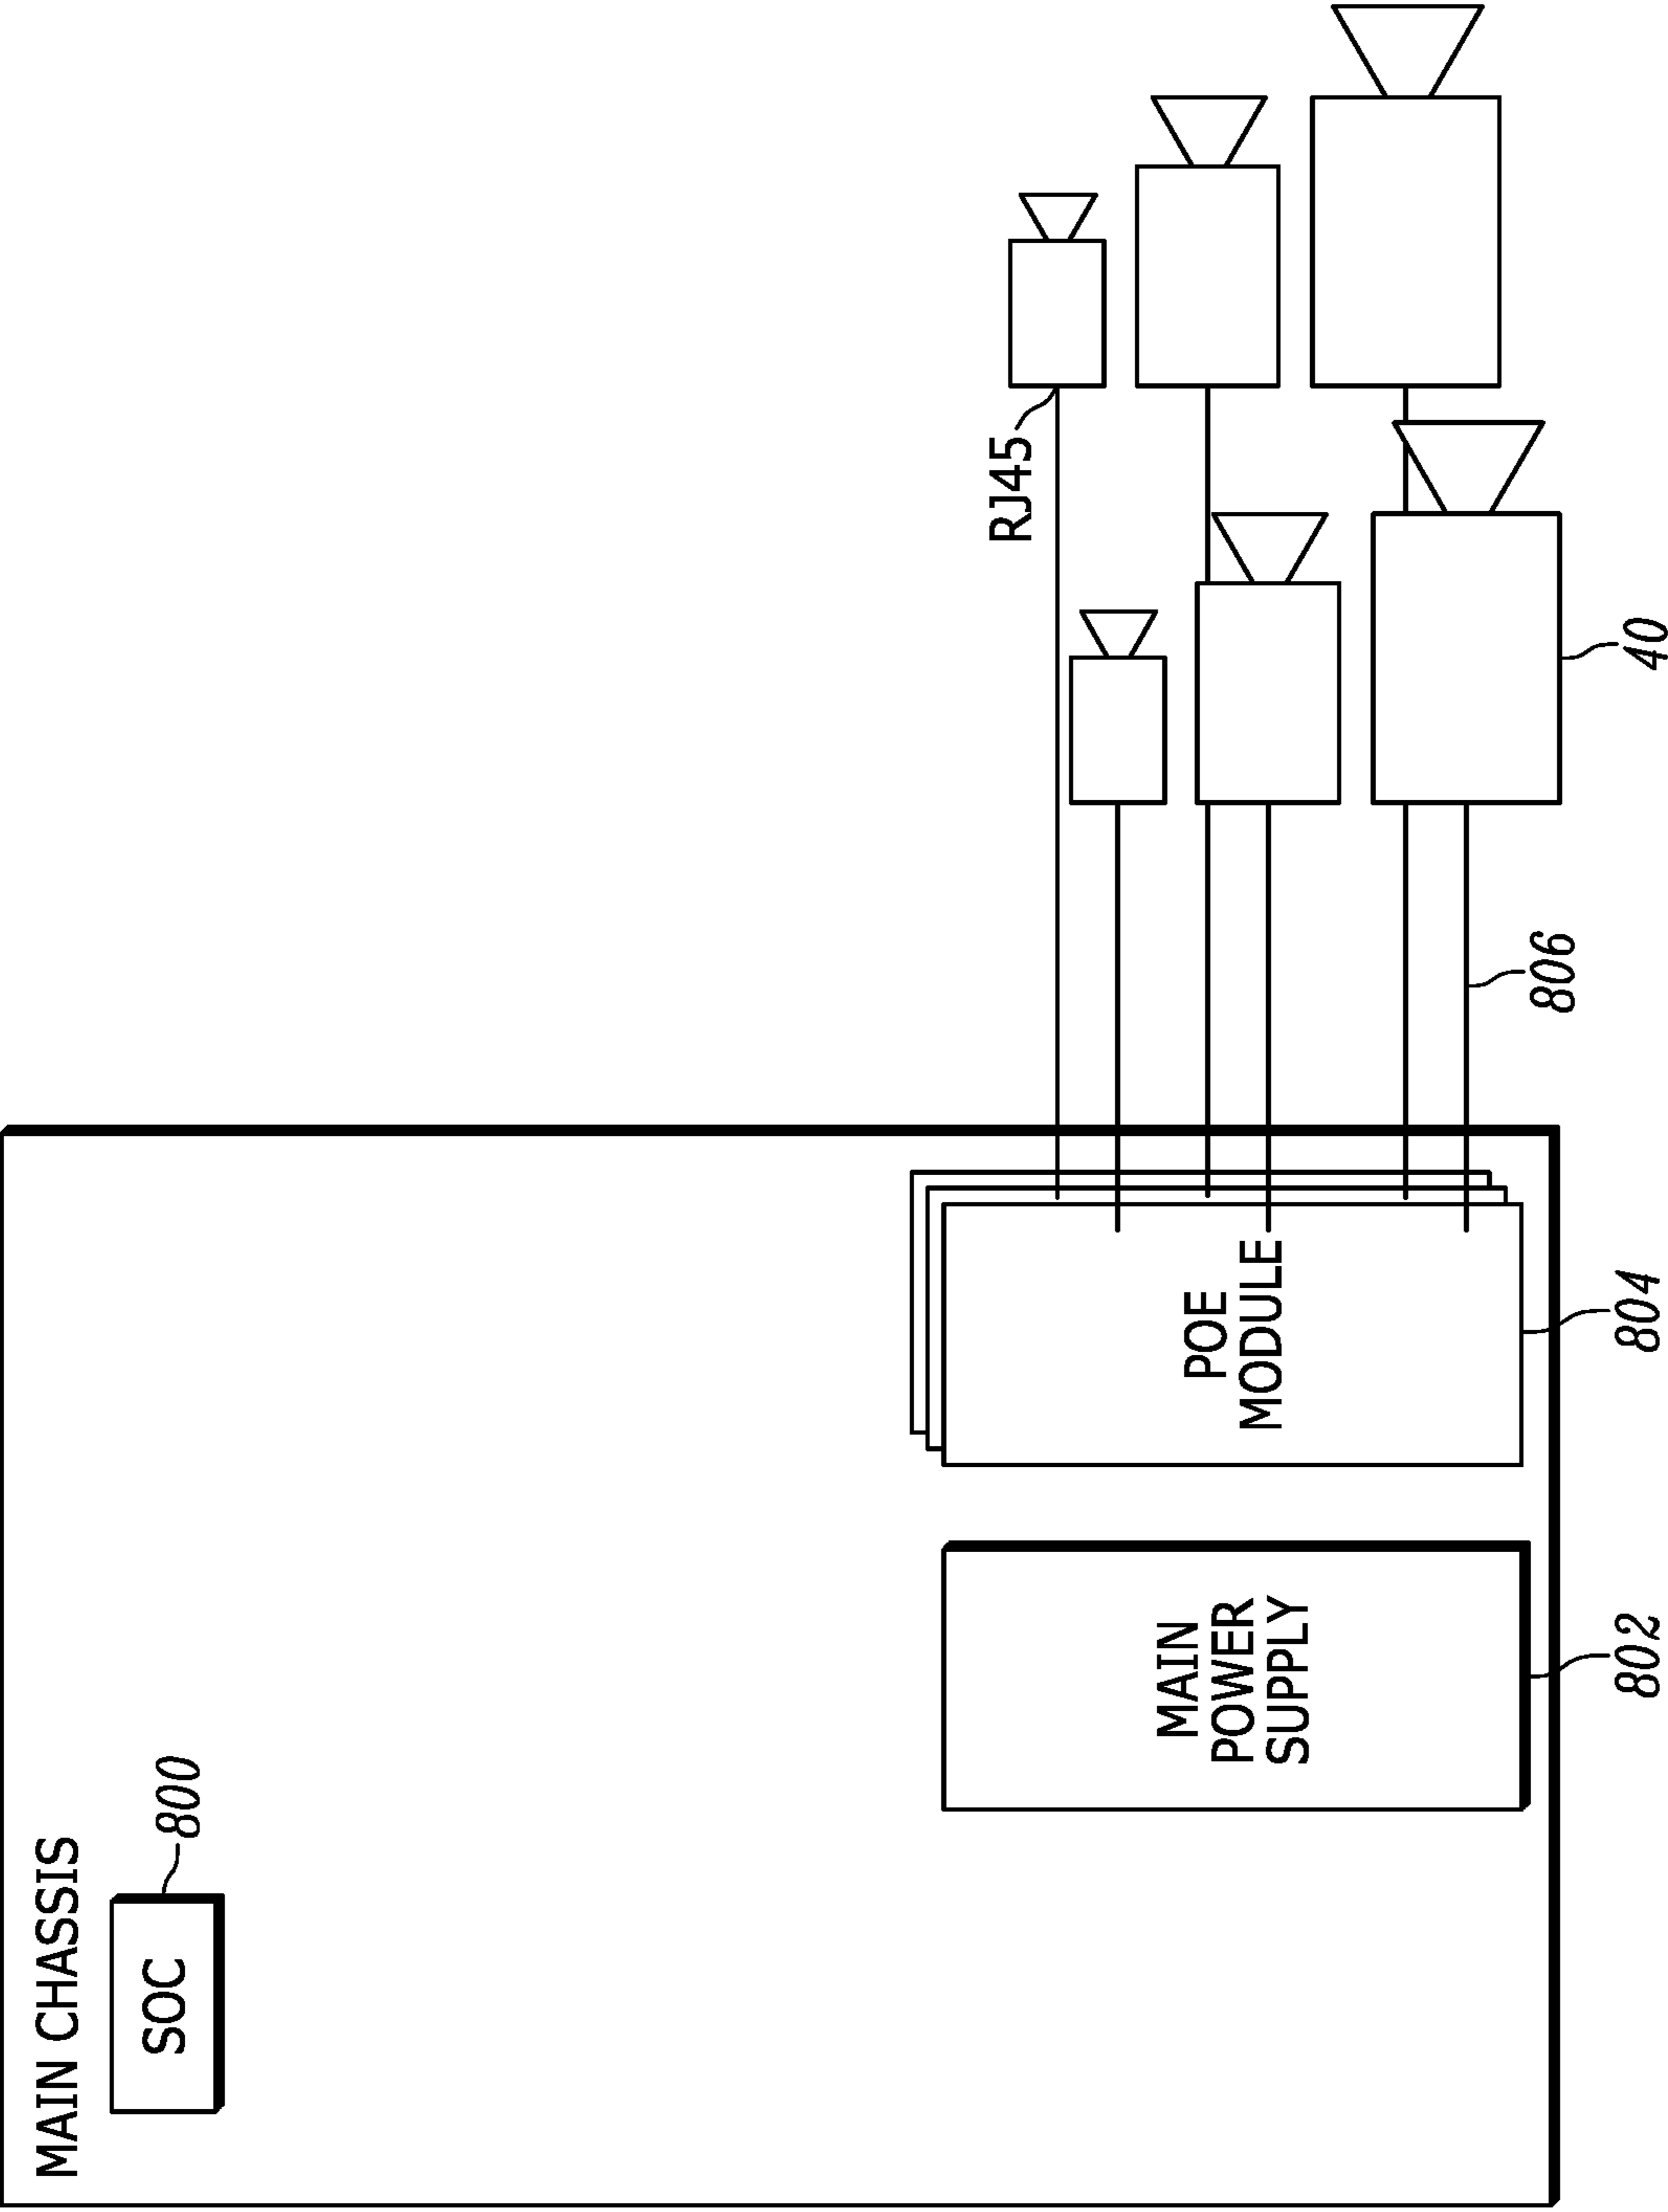 MAIN CHASSIS
SOC
800
RJ45
POE
MODULE
MAIN
POWER
SUPPLY
802
804
806
40